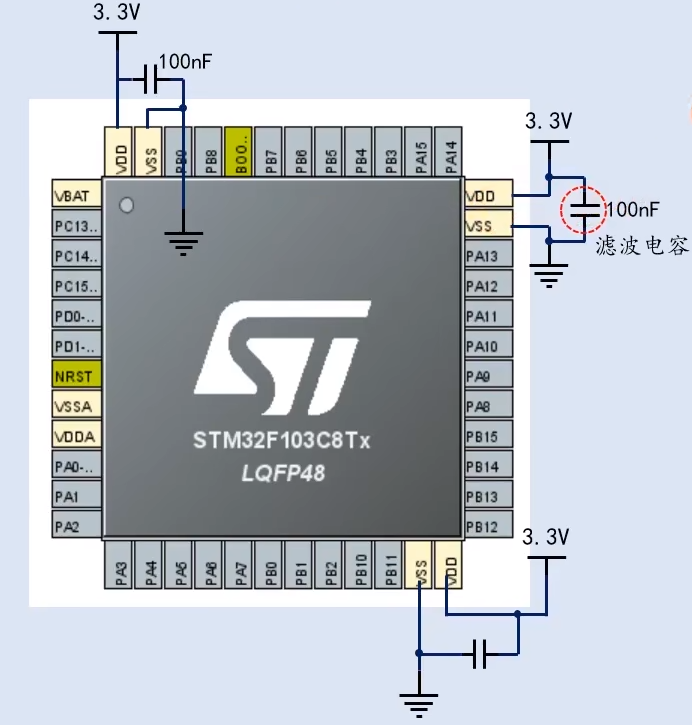 3.3V
100nF
VDD
VSS
PB9
PB8
BOO..
PB7
PB6
PB5
PB4
PB3
PA15
PA14
3.3V
100nF
滤波电容
VBAT
PC13..
PC14..
PC15..
PD0-..
PD1-..
NRST
VSSA
VDDA
PA0-..
PA1
PA2
VDD
VSS
PA13
PA12
PA11
PA10
PA9
PA8
PB15
PB14
PB13
PB12
ST
STM32F103C8Tx
LQFP48
PA3
PA4
PA5
PA6
PA7
PB0
PB1
PB2
PB10
PB11
VSS
VDD
3.3V